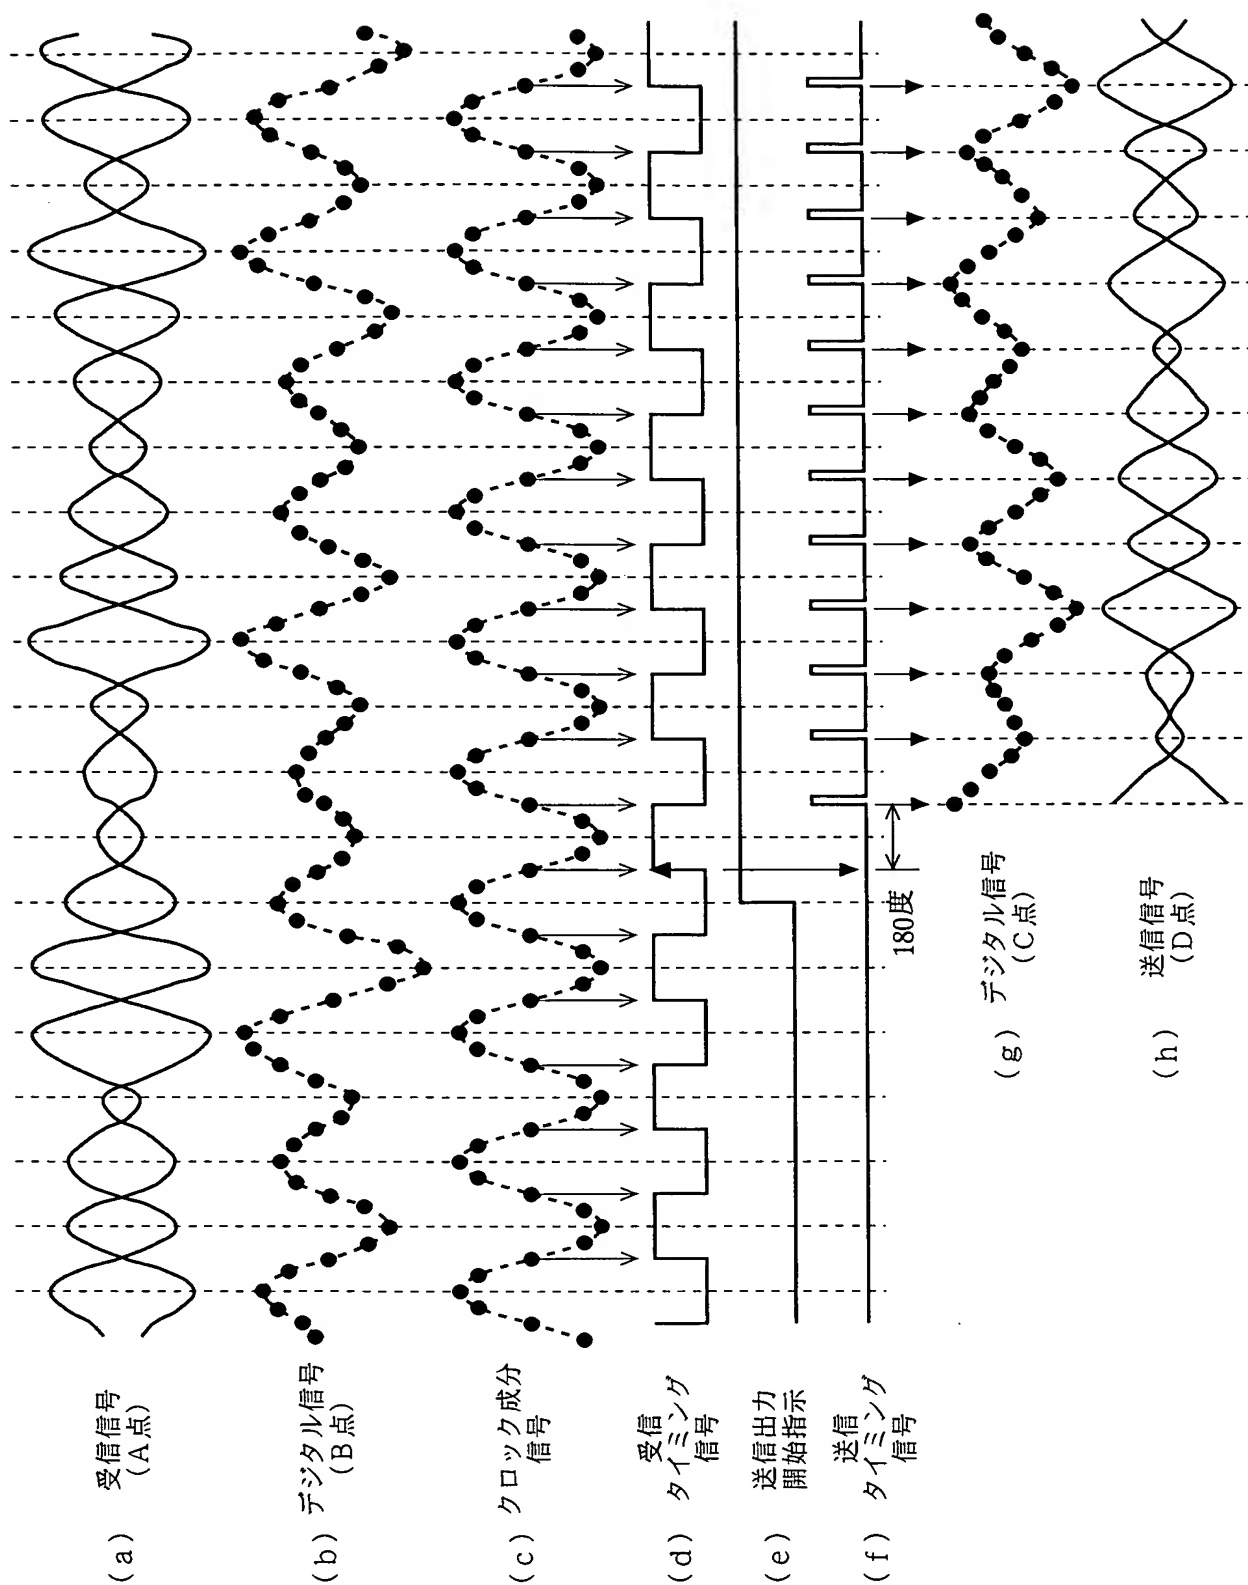 (a) 受信信号
(A点)
(b) デジタル信号
(B点)
(c) クロック成分
信号
(d) 受信
タイミング
信号
(e) 送信出力
開始指示
(f) 送信
タイミング
信号
180度
(g) デジタル信号
(C点)
(h) 送信信号
(D点)